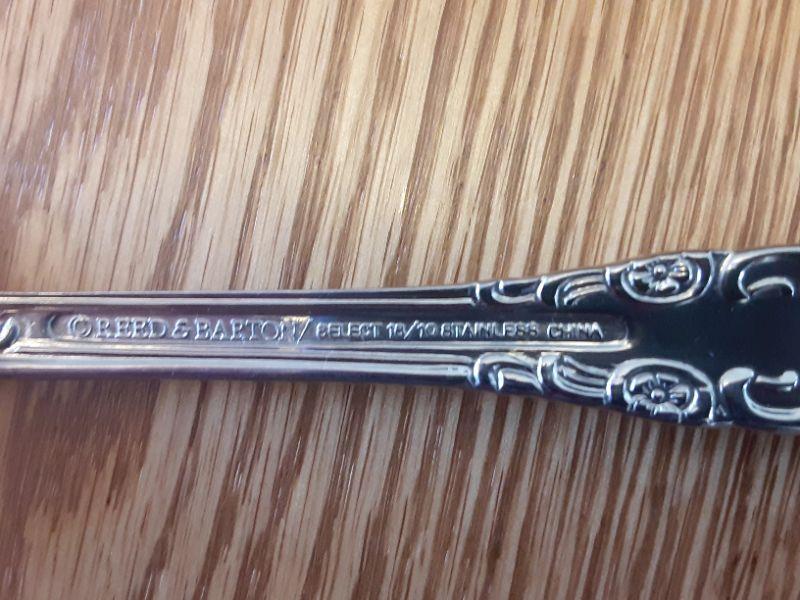 © REED & BARTON/ SELECT 18/10 STAINLESS CHINA